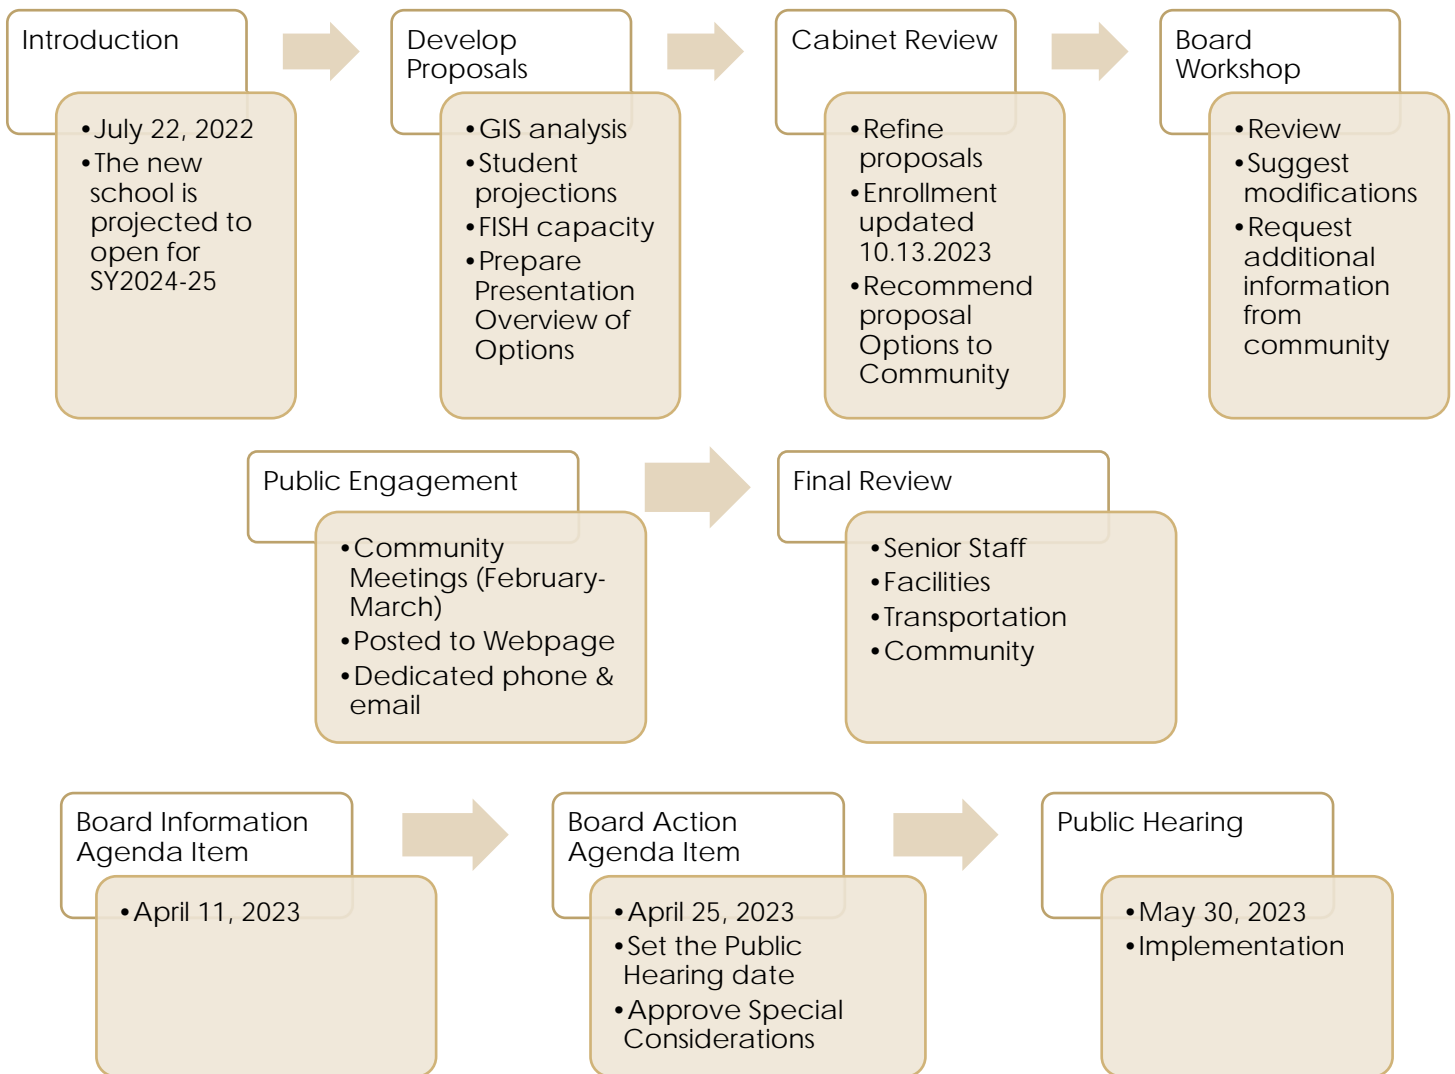 Introduction
•July 22, 2022
•The new
school is
projected to
open for
SY2024-25
Develop
Proposals
•GIS analysis
•Student
projections
•FISH capacity
•Prepare
Presentation
Overview of
Options
Cabinet Review
•Refine
proposals
•Enrollment
updated
10.13.2023
•Recommend
proposal
Options to
Community
Board
Workshop
•Review
•Suggest
modifications
•Request
additional
information
from
community
Public Engagement
•Community
Meetings (February-
March)
•Posted to Webpage
•Dedicated phone &
email
Final Review
•Senior Staff
•Facilities
•Transportation
•Community
Board Information
Agenda Item
•April 11, 2023
Board Action
Agenda Item
•April 25, 2023
•Set the Public
Hearing date
•Approve Special
Considerations
Public Hearing
•May 30, 2023
•Implementation